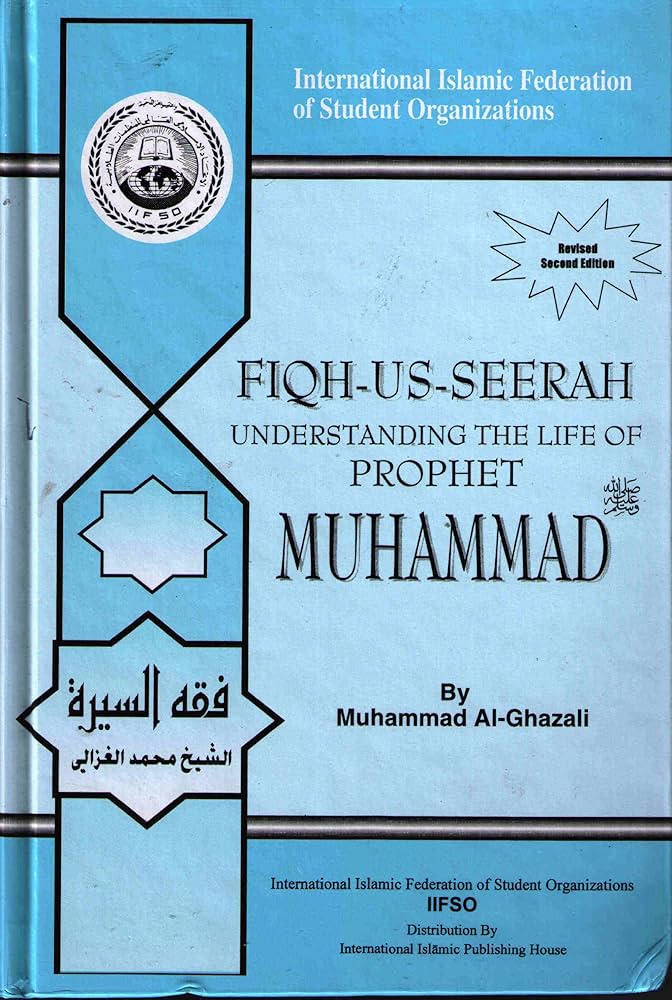 International Islamic Federation
of Student Organizations
IIFSO
Revised
Second Edition
FIQH-US-SEERAH
UNDERSTANDING THE LIFE OF
PROPHET
صلى الله عليه وسلم
MUHAMMAD
فقه السيرة
الشيخ محمد الغزالي
By
Muhammad Al-Ghazali
International Islamic Federation of Student Organizations
IIFSO
Distribution By
International Islāmic Publishing House